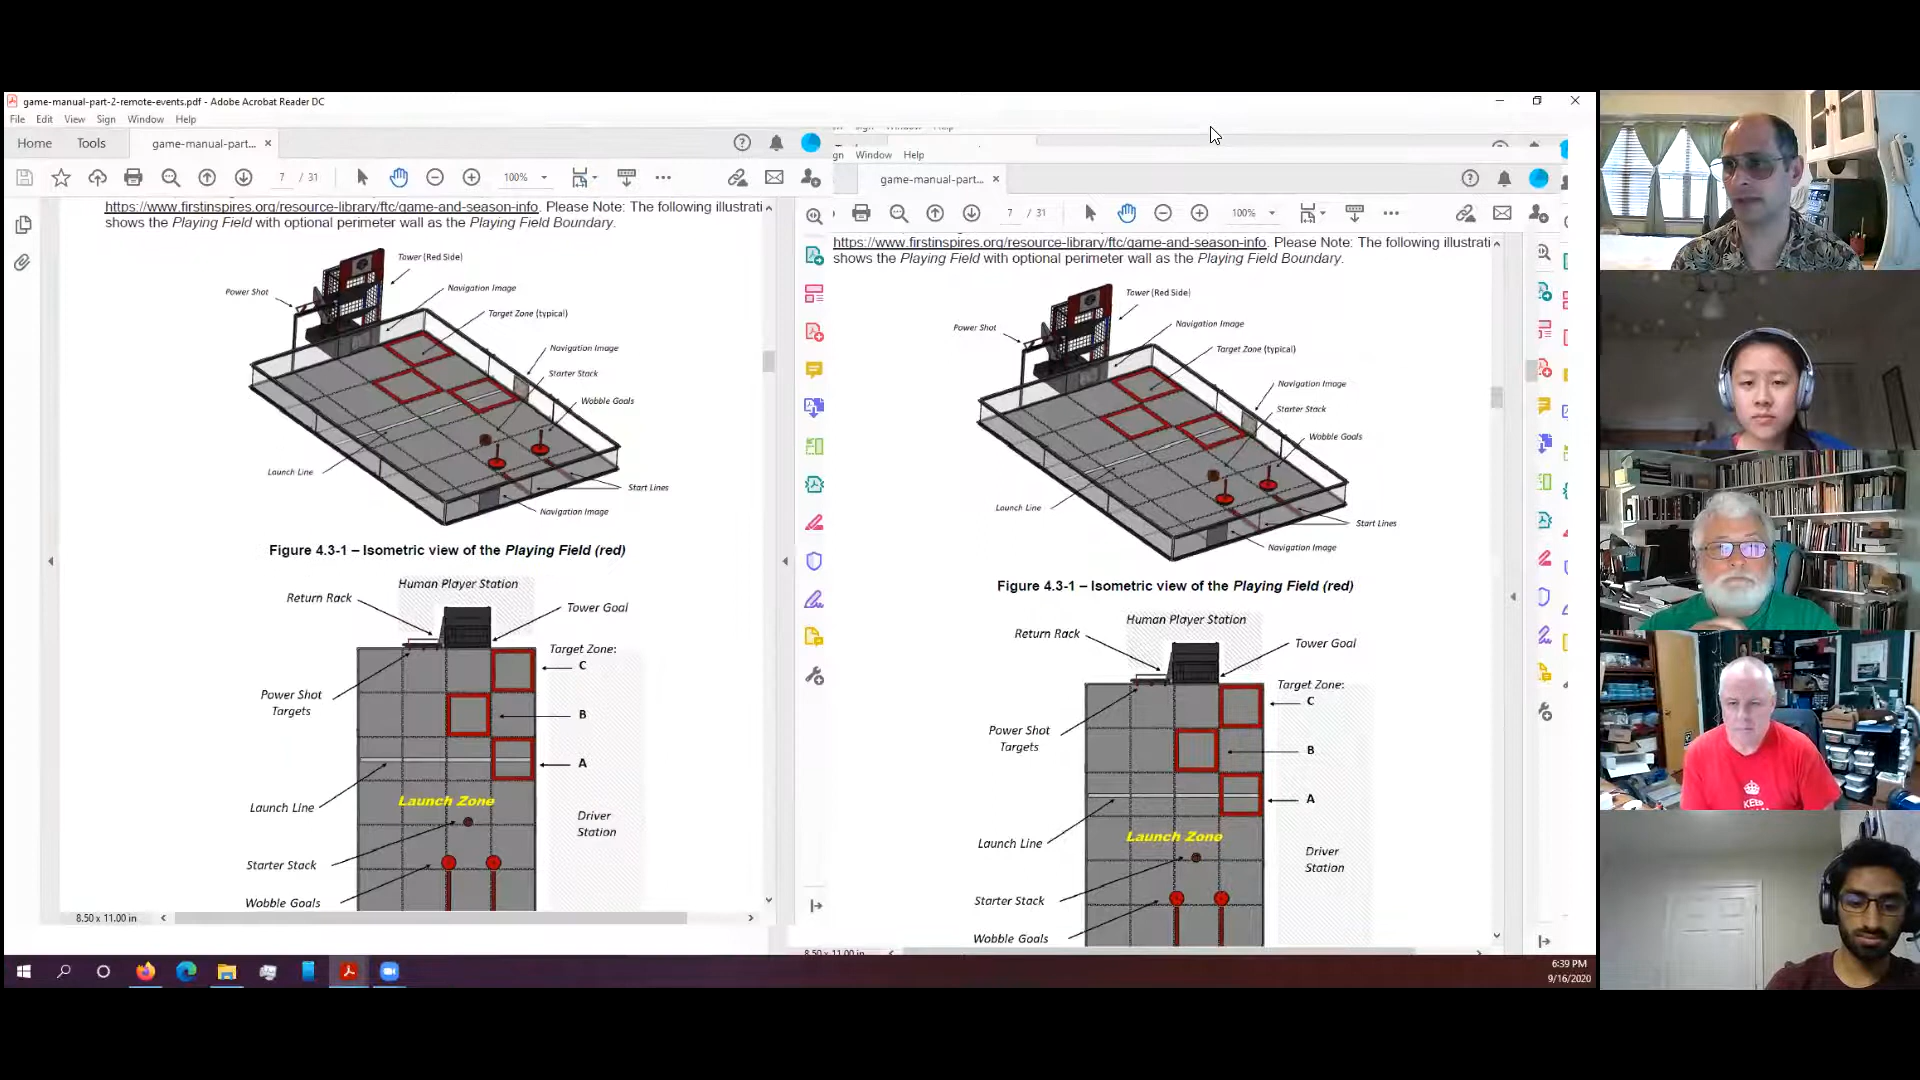 game-manual-part-2-remote-events.pdf - Adobe Acrobat Reader DC
File Edit View Sign Window Help
Home Tools game-manual-part... ×
7 / 31 100%
https://www.firstinspires.org/resource-library/ftc/game-and-season-info. Please Note: The following illustrati
shows the Playing Field with optional perimeter wall as the Playing Field Boundary.
Tower (Red Side)
Power Shot
Navigation Image
Target Zone (typical)
Navigation Image
Starter Stack
Wobble Goals
Launch Line
Start Lines
Navigation Image
Figure 4.3-1 – Isometric view of the Playing Field (red)
Human Player Station
Return Rack
Tower Goal
Target Zone:
C
Power Shot
Targets
B
A
Launch Zone
Launch Line
Driver
Station
Starter Stack
Wobble Goals
8.50 x 11.00 in
Window Help
game-manual-part... ×
7 / 31 100%
https://www.firstinspires.org/resource-library/ftc/game-and-season-info. Please Note: The following illustrati
shows the Playing Field with optional perimeter wall as the Playing Field Boundary.
Tower (Red Side)
Power Shot
Navigation Image
Target Zone (typical)
Navigation Image
Starter Stack
Wobble Goals
Launch Line
Start Lines
Navigation Image
Figure 4.3-1 – Isometric view of the Playing Field (red)
Human Player Station
Return Rack
Tower Goal
Target Zone:
C
Power Shot
Targets
B
A
Launch Zone
Launch Line
Driver
Station
Starter Stack
Wobble Goals
8.50 x 11.00 in
6:39 PM
9/16/2020
KEEP